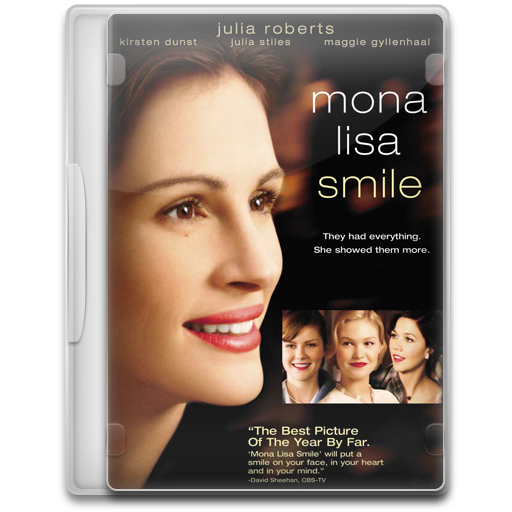 julia roberts
kirsten dunst julia stiles maggie gyllenhaal
mona
lisa
smile
They had everything.
She showed them more.
“The Best Picture
Of The Year By Far.
‘Mona Lisa Smile’ will put a
smile on your face, in your heart
and in your mind.”
-David Sheehan, CBS-TV